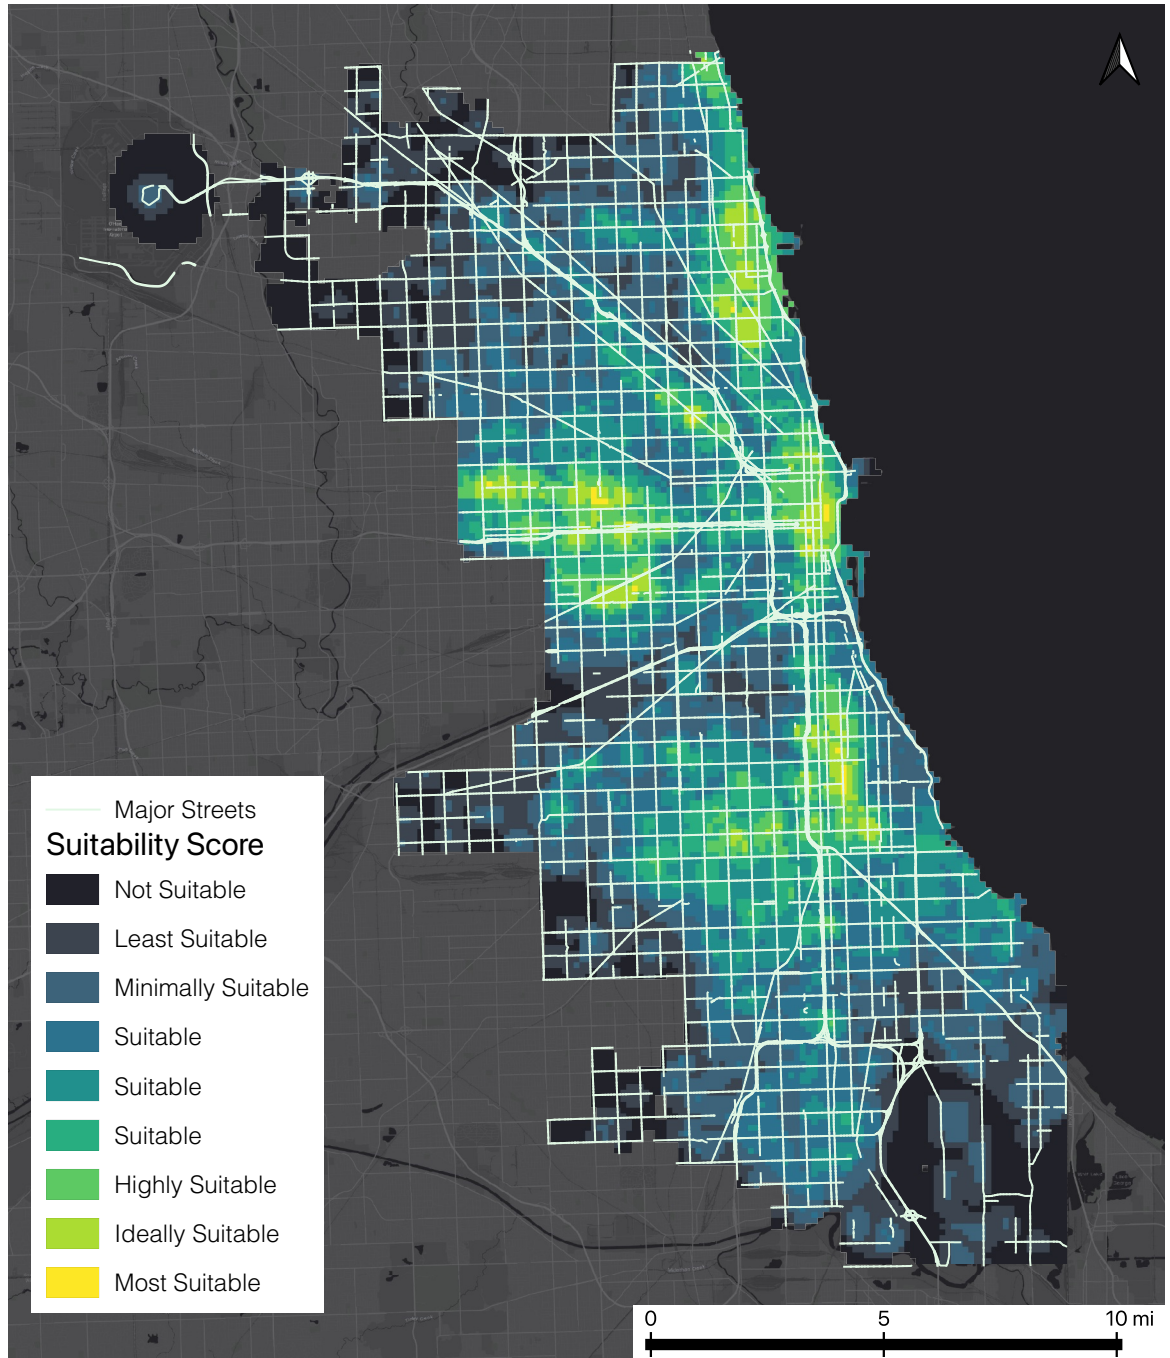 Major Streets
Suitability Score
Not Suitable
Least Suitable
Minimally Suitable
Suitable
Suitable
Suitable
Highly Suitable
Ideally Suitable
Most Suitable
0 5 10 mi